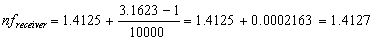 nf_receiver = 1.4125 + (3.1623 − 1)/10000 = 1.4125 + 0.0002163 = 1.4127